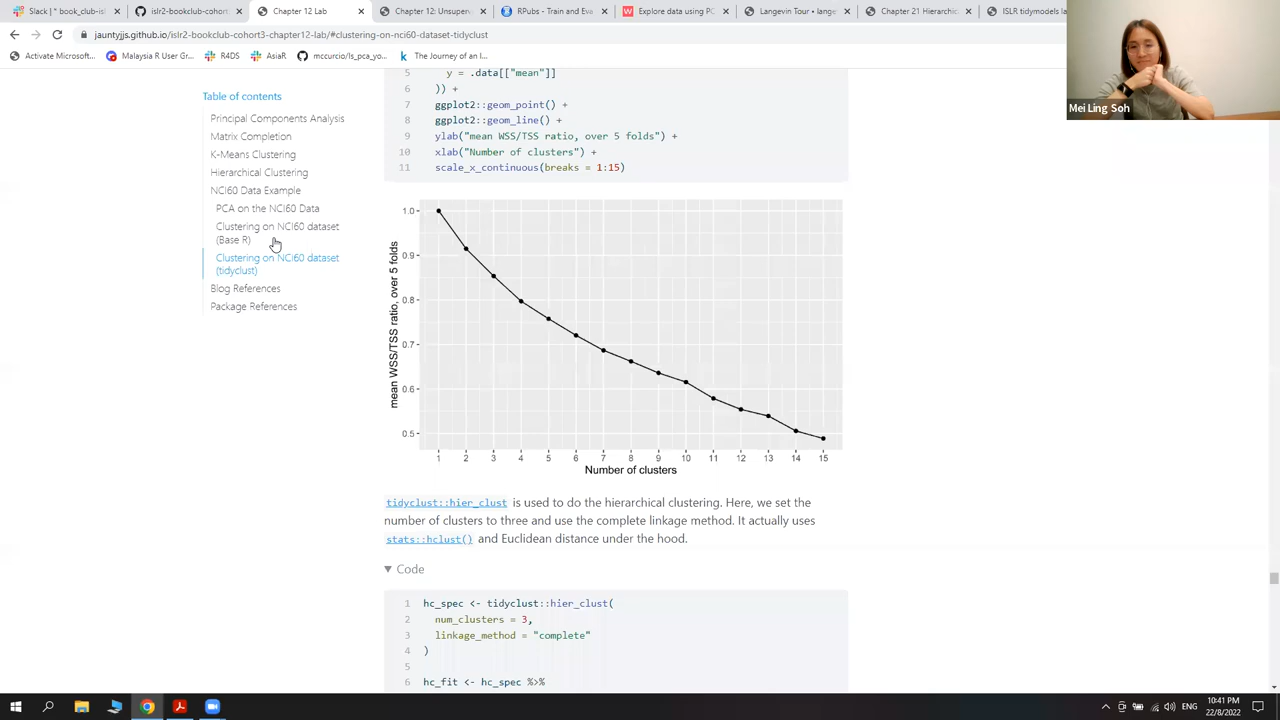 Slack | book_club-isl
islr2-bookclub-cohort
Chapter 12 Lab
Chapter 12: Unsuperv
RPubs - Train and Eva
Explore data using PC
Langevin Tour • lange
Chapter 21 Hierarchic
ISLR tidymodels la
jauntyjjs.github.io/islr2-bookclub-cohort3-chapter12-lab/#clustering-on-nci60-dataset-tidyclust
Activate Microsoft...
Malaysia R User Gr...
R4DS
AsiaR
mccurcio/Is_pca_yo...
The Journey of an I...
Mei Ling Soh
Table of contents
Principal Components Analysis
Matrix Completion
K-Means Clustering
Hierarchical Clustering
NCI60 Data Example
PCA on the NCI60 Data
Clustering on NCI60 dataset
(Base R)
Clustering on NCI60 dataset
(tidyclust)
Blog References
Package References
5 y = .data[["mean"]]
6 )) +
7 ggplot2::geom_point() +
8 ggplot2::geom_line() +
9 ylab("mean WSS/TSS ratio, over 5 folds") +
10 xlab("Number of clusters") +
11 scale_x_continuous(breaks = 1:15)
mean WSS/TSS ratio, over 5 folds
1.0
0.9
0.8
0.7
0.6
0.5
1 2 3 4 5 6 7 8 9 10 11 12 13 14 15
Number of clusters
tidyclust::hier_clust is used to do the hierarchical clustering. Here, we set the
number of clusters to three and use the complete linkage method. It actually uses
stats::hclust() and Euclidean distance under the hood.
Code
1 hc_spec <- tidyclust::hier_clust(
2 num_clusters = 3,
3 linkage_method = "complete"
4 )
5
6 hc_fit <- hc_spec %>%
ENG
10:41 PM
22/8/2022